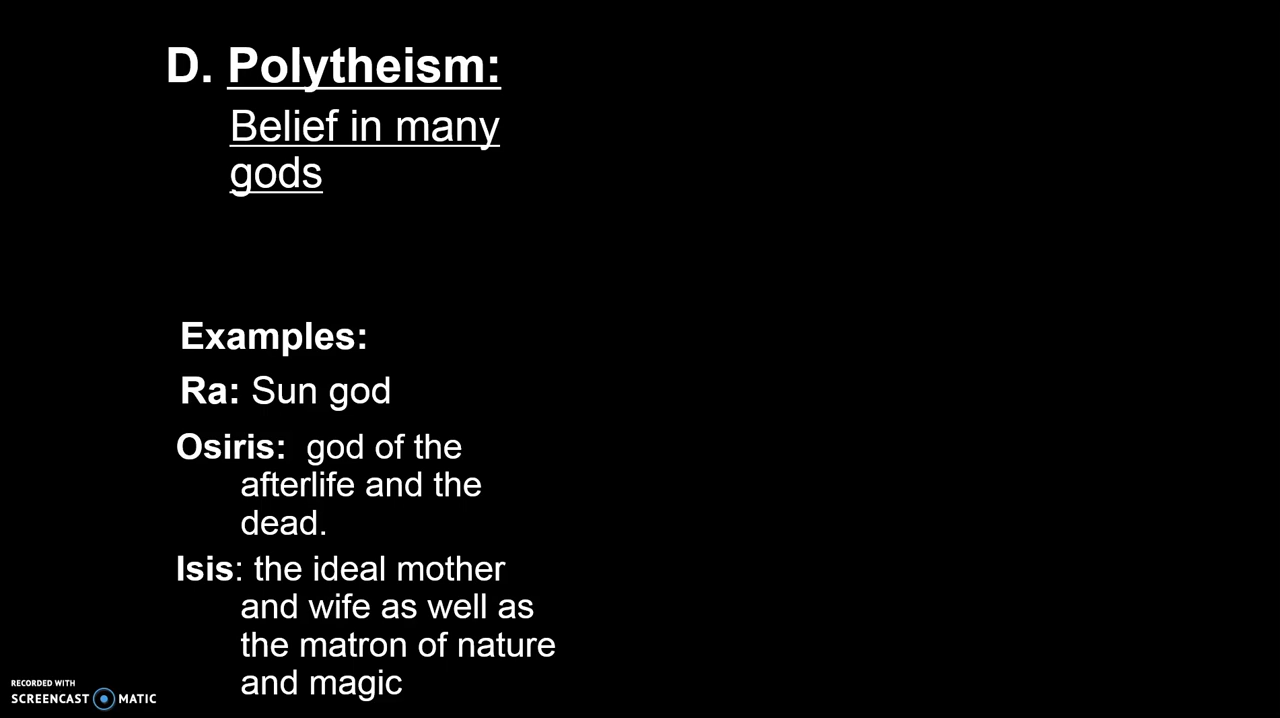 D. Polytheism:
Belief in many
gods
Examples:
Ra: Sun god
Osiris: god of the
afterlife and the
dead.
Isis: the ideal mother
and wife as well as
the matron of nature
and magic
RECORDED WITH
SCREENCAST MATIC